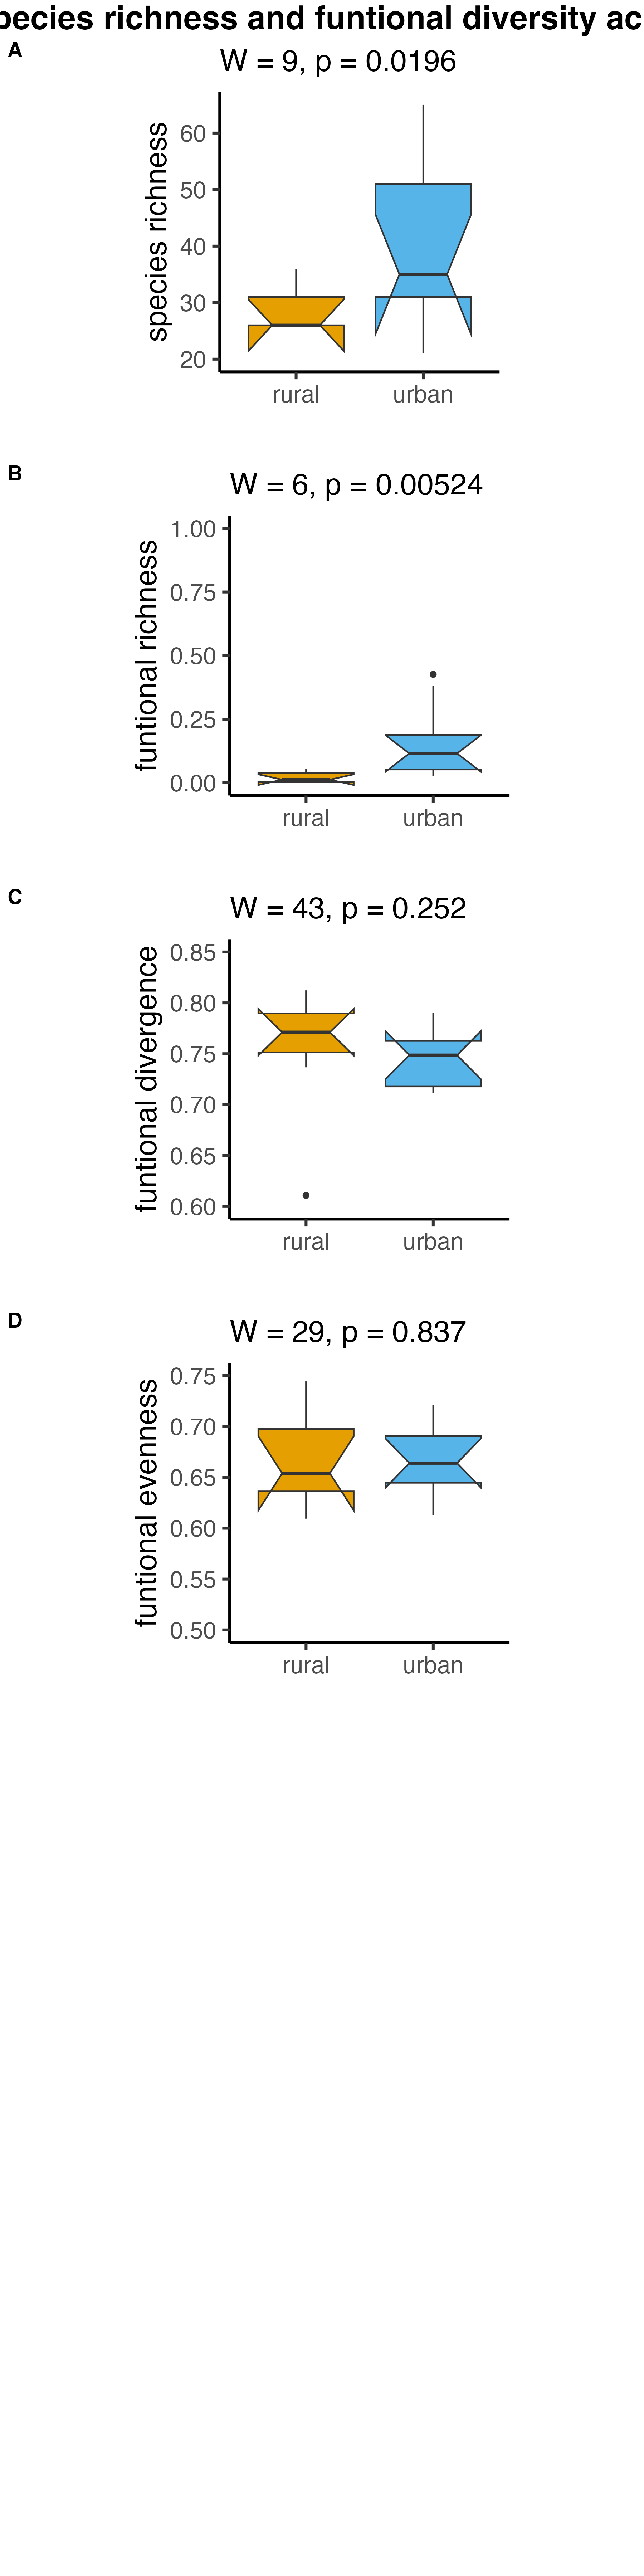 pecies richness and funtional diversity ac
A
W = 9, p = 0.0196
species richness
60
50
40
30
20
rural
urban
B
W = 6, p = 0.00524
funtional richness
1.00
0.75
0.50
0.25
0.00
rural
urban
C
W = 43, p = 0.252
funtional divergence
0.85
0.80
0.75
0.70
0.65
0.60
rural
urban
D
W = 29, p = 0.837
funtional evenness
0.75
0.70
0.65
0.60
0.55
0.50
rural
urban